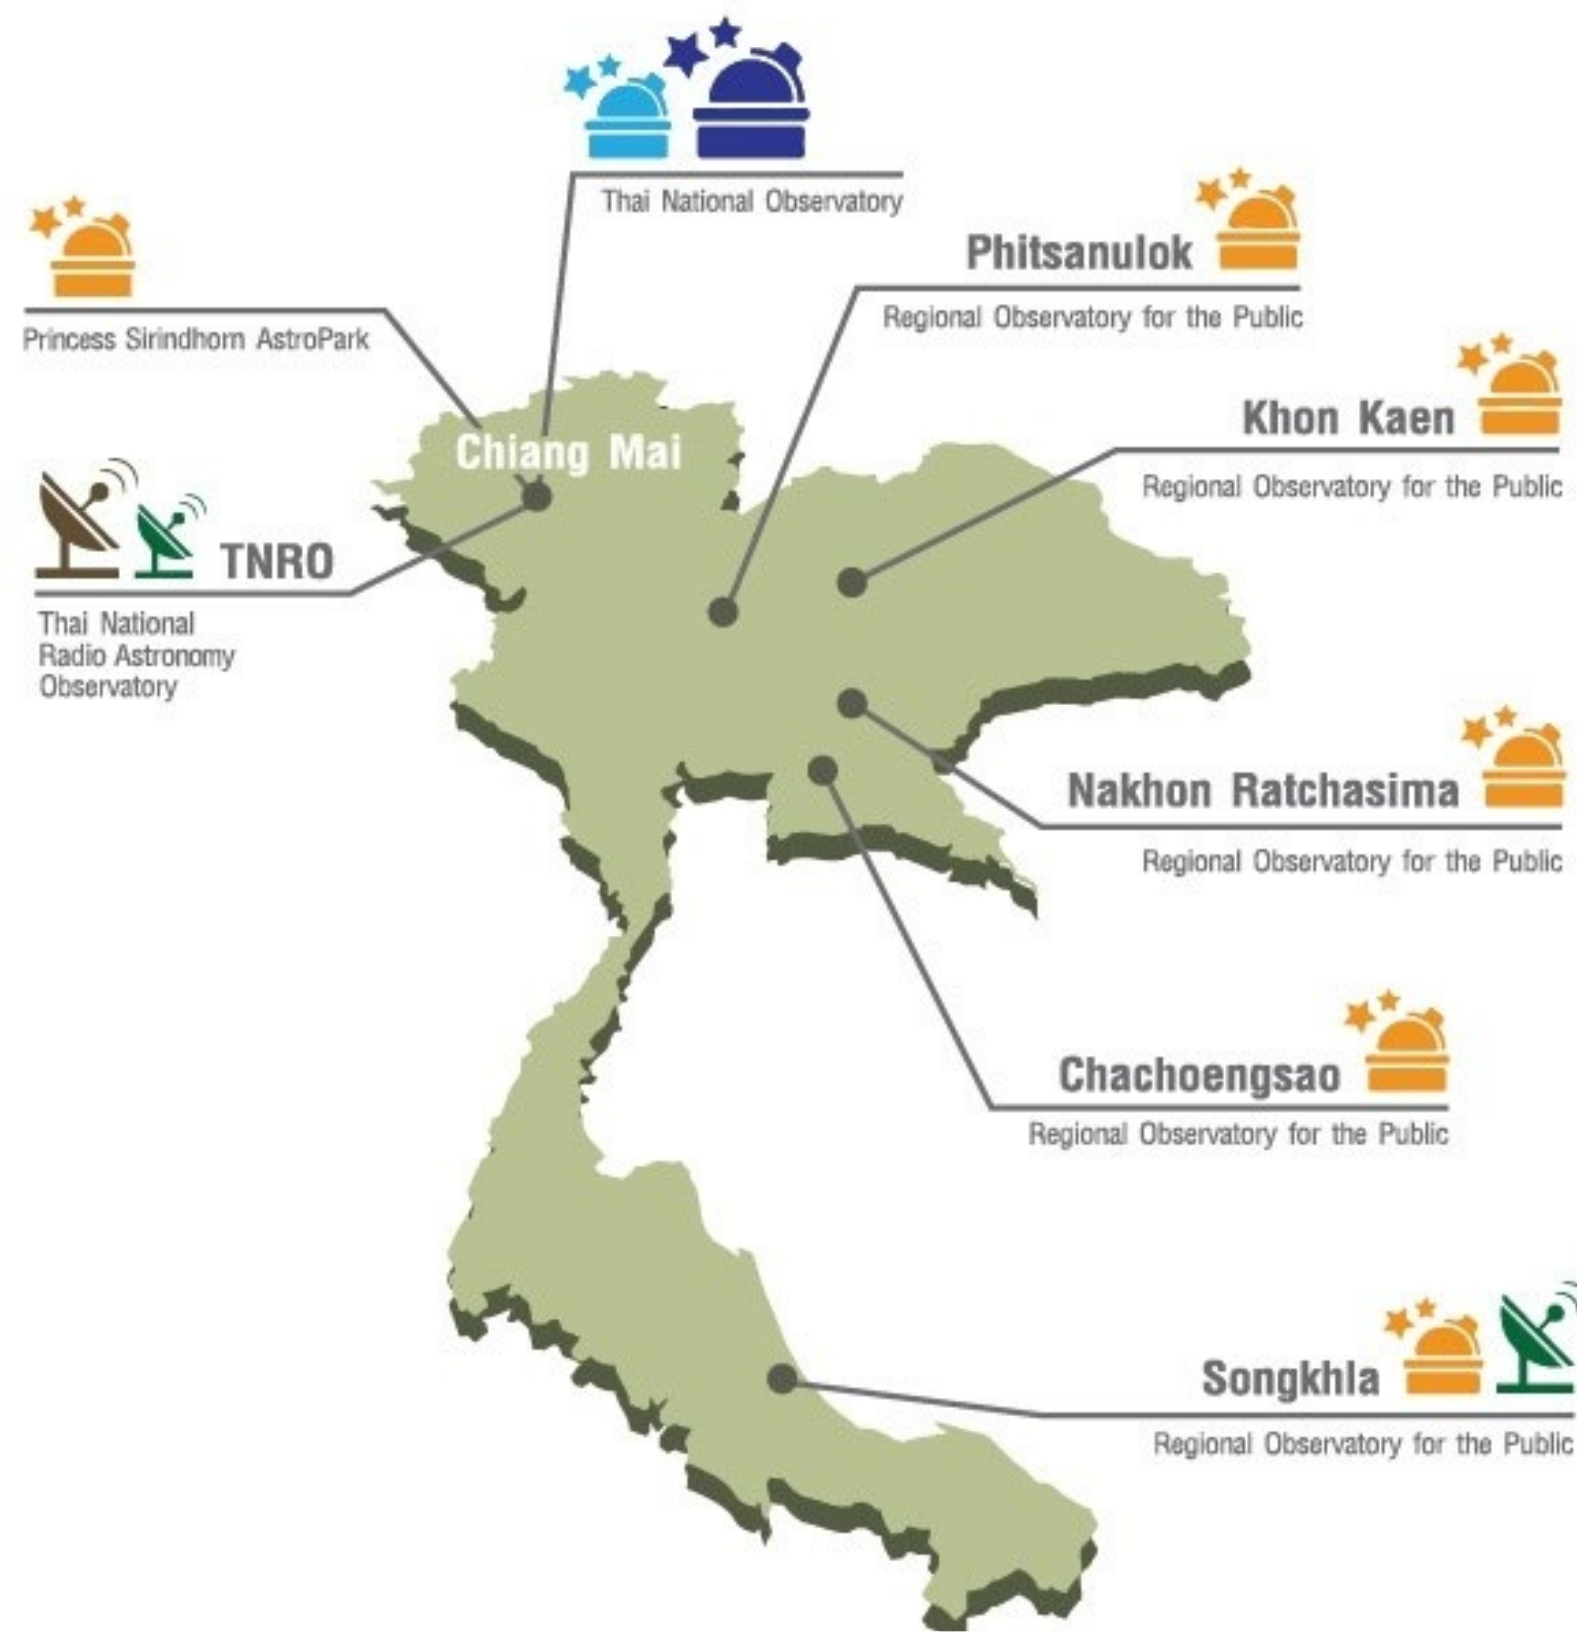 Thai National Observatory
Phitsanulok
Regional Observatory for the Public
Princess Sirindhorn AstroPark
Khon Kaen
Regional Observatory for the Public
Chiang Mai
TNRO
Thai National
Radio Astronomy
Observatory
Nakhon Ratchasima
Regional Observatory for the Public
Chachoengsao
Regional Observatory for the Public
Songkhla
Regional Observatory for the Public